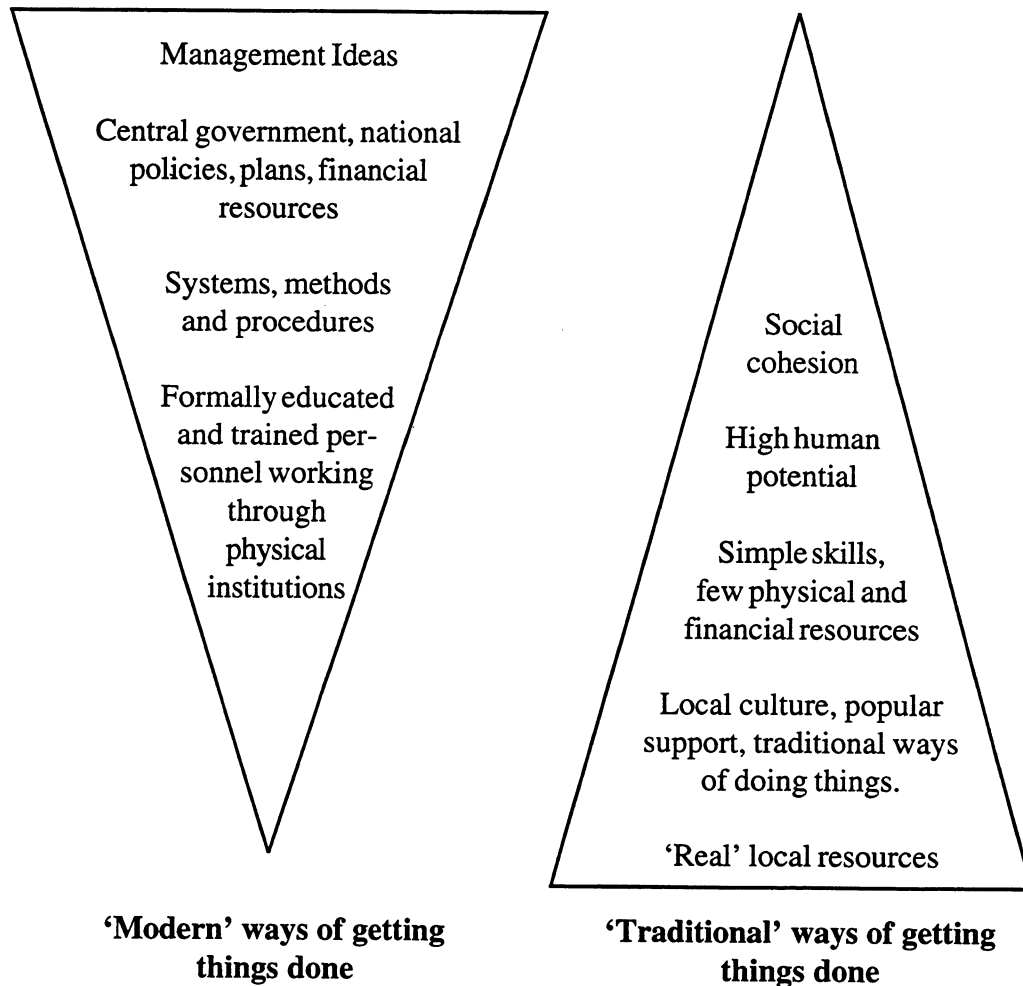 Management Ideas
Central government, national
policies, plans, financial
resources
Systems, methods
and procedures
Formally educated
and trained per-
sonnel working
through
physical
institutions
‘Modern’ ways of getting
things done
Social
cohesion
High human
potential
Simple skills,
few physical and
financial resources
Local culture, popular
support, traditional ways
of doing things.
‘Real’ local resources
‘Traditional’ ways of getting
things done